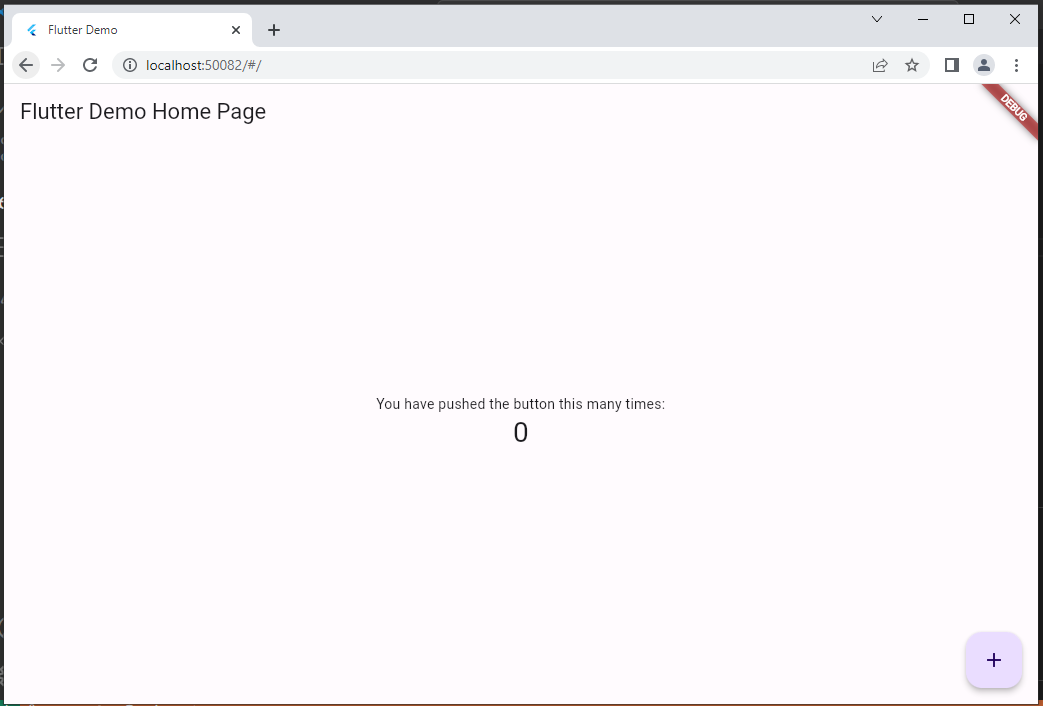 Flutter Demo
localhost:50082/#/
Flutter Demo Home Page
DEBUG
You have pushed the button this many times:
0